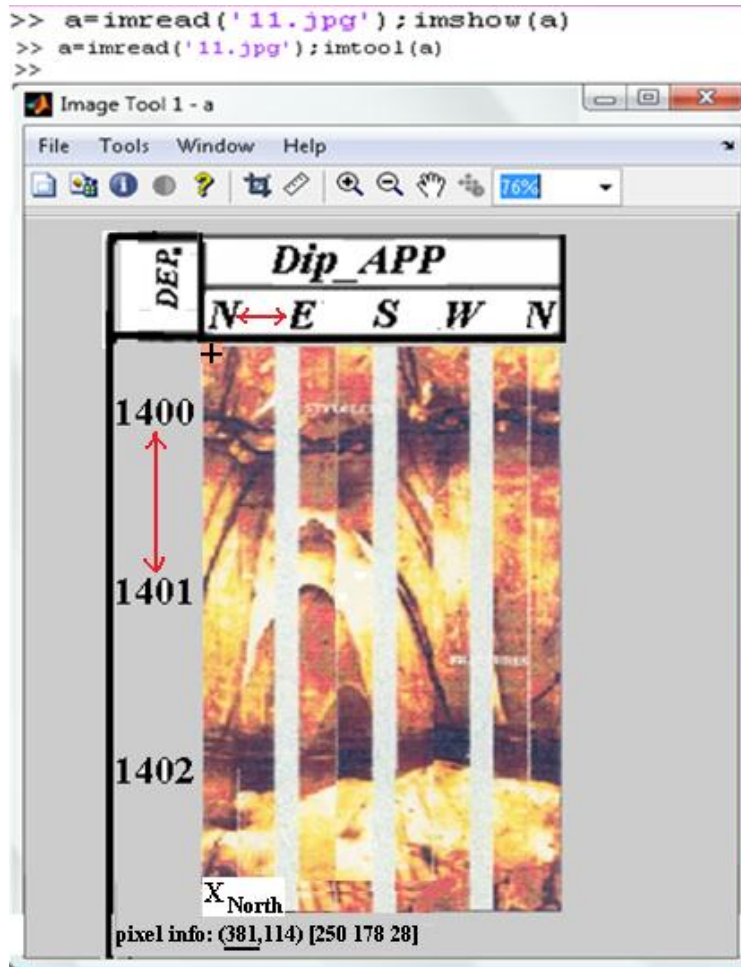 >> a=imread('11.jpg');imshow(a)
>> a=imread('11.jpg');imtool(a)
>>
Image Tool 1 - a
File Tools Window Help
76%
DEP. Dip_APP
N E S W N
1400
1401
1402
X North
pixel info: (381,114) [250 178 28]